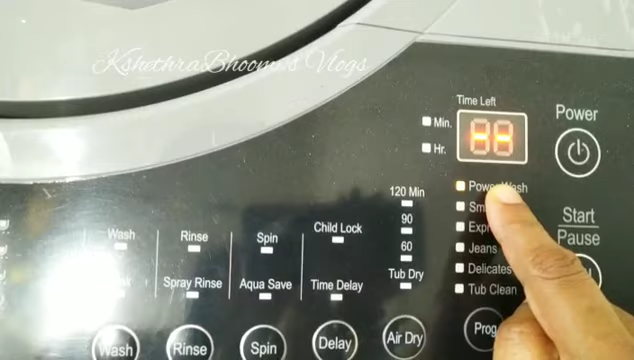 KshethraBhoomi's Vlogs
Time Left
Min.
Hr.
Power
Power Wash
120 Min
90
60
Tub Dry
Jeans
Delicates
Tub Clean
Start
Pause
Wash
Rinse
Spin
Child Lock
Spray Rinse
Aqua Save
Time Delay
Wash
Rinse
Spin
Delay
Air Dry